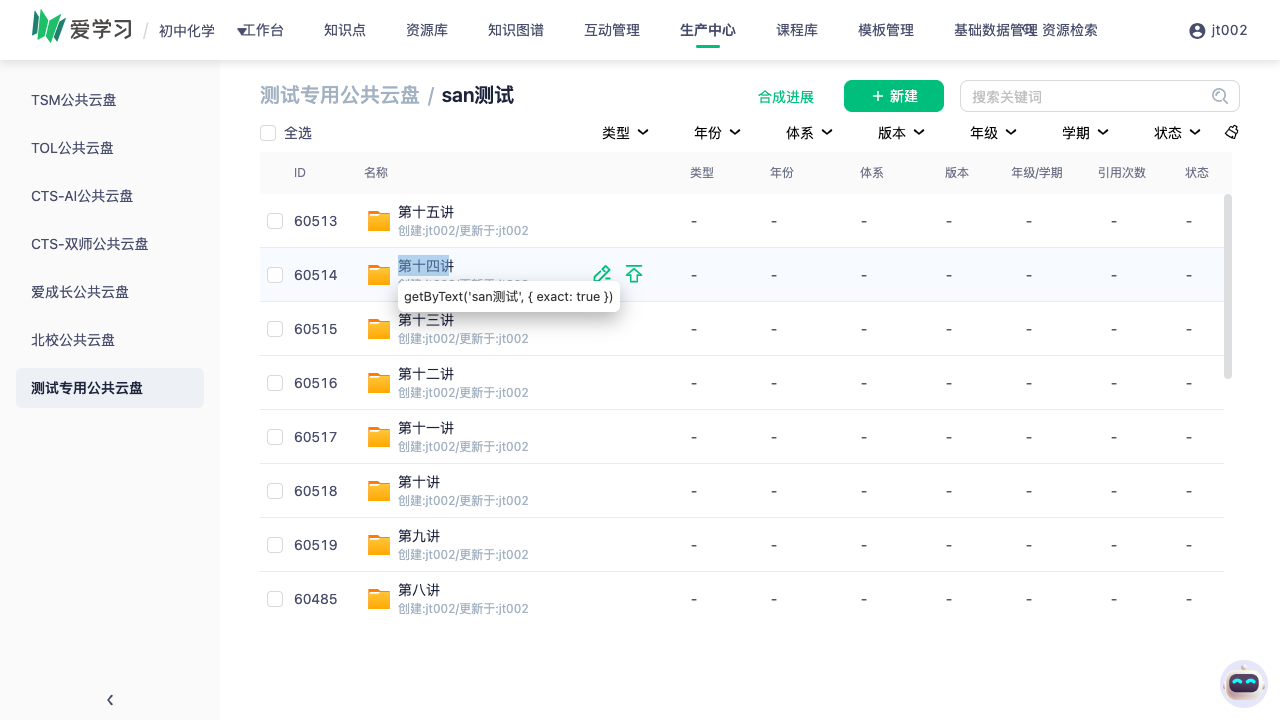 爱学习 / 初中化学 工作台 知识点 资源库 知识图谱 互动管理 生产中心 课程库 模板管理 基础数据管理 资源检索 jt002
TSM公共云盘
TOL公共云盘
CTS-AI公共云盘
CTS-双师公共云盘
爱成长公共云盘
北校公共云盘
测试专用公共云盘
测试专用公共云盘 / san测试 合成进展 + 新建 搜索关键词
全选 类型 年份 体系 版本 年级 学期 状态
ID 名称 类型 年份 体系 版本 年级/学期 引用次数 状态
60513 第十五讲 - - - - - - -
创建:jt002/更新于:jt002
60514 第十四讲 - - - - - - -
getByText('san测试', { exact: true })
60515 第十三讲 - - - - - - -
创建:jt002/更新于:jt002
60516 第十二讲 - - - - - - -
创建:jt002/更新于:jt002
60517 第十一讲 - - - - - - -
创建:jt002/更新于:jt002
60518 第十讲 - - - - - - -
创建:jt002/更新于:jt002
60519 第九讲 - - - - - - -
创建:jt002/更新于:jt002
60485 第八讲 - - - - - - -
创建:jt002/更新于:jt002